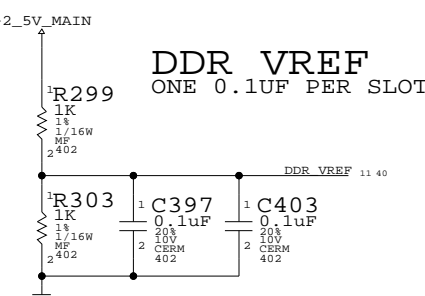 2_5V_MAIN
DDR VREF
ONE 0.1UF PER SLOT
1
R299
1K
1%
1/16W
MF
402
2
DDR_VREF 11 40
1
R303
1K
1%
1/16W
MF
402
2
1
C397
0.1uF
20%
10V
CERM
402
2
1
C403
0.1uF
20%
10V
CERM
402
2